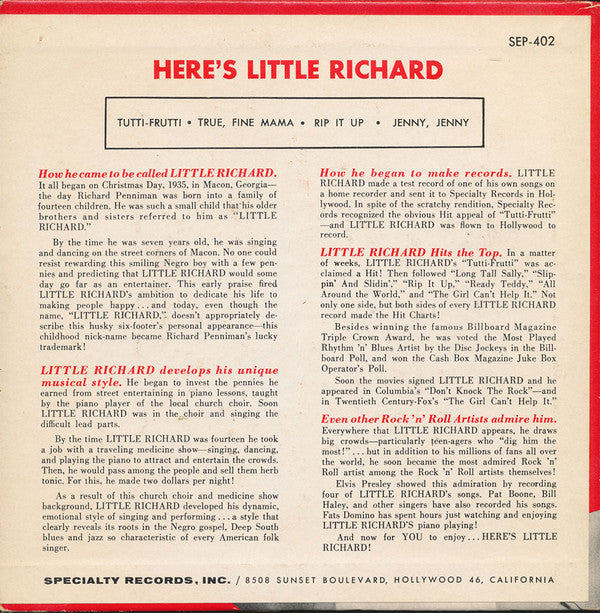 SEP-402
HERE'S LITTLE RICHARD
TUTTI-FRUTTI • TRUE, FINE MAMA • RIP IT UP • JENNY, JENNY
How he came to be called LITTLE RICHARD.
It all began on Christmas Day, 1935, in Macon, Georgia—
the day Richard Penniman was born into a family of
fourteen children. He was such a small child that his older
brothers and sisters referred to him as "LITTLE
RICHARD."
By the time he was seven years old, he was singing
and dancing on the street corners of Macon. No one could
resist rewarding this smiling Negro boy with a few pen-
nies and predicting that LITTLE RICHARD would some
day go far as an entertainer. This early praise fired
LITTLE RICHARD's ambition to dedicate his life to
making people happy...and today, even though the
name, "LITTLE RICHARD," doesn't appropriately de-
scribe this husky six-footer's personal appearance—this
childhood nick-name became Richard Penniman's lucky
trademark!
LITTLE RICHARD develops his unique
musical style. He began to invest the pennies he
earned from street entertaining in piano lessons, taught
by the piano player of the local church choir. Soon
LITTLE RICHARD was in the choir and singing the
difficult lead parts.
By the time LITTLE RICHARD was fourteen he took
a job with a traveling medicine show—singing, dancing,
and playing the piano to attract and entertain the crowds.
Then, he would pass among the people and sell them herb
tonic. For this, he made two dollars per night!
As a result of this church choir and medicine show
background, LITTLE RICHARD developed his dynamic,
emotional style of singing and performing...a style that
clearly reveals its roots in the Negro gospel, Deep South
blues and jazz so characteristic of every American folk
singer.
How he began to make records. LITTLE
RICHARD made a test record of one of his own songs on
a home recorder and sent it to Specialty Records in Hol-
lywood. In spite of the scratchy rendition, Specialty Rec-
ords recognized the obvious Hit appeal of "Tutti-Frutti"
—and LITTLE RICHARD was flown to Hollywood to
record.
LITTLE RICHARD Hits the Top. In a matter
of weeks, LITTLE RICHARD's "Tutti-Frutti" was ac-
claimed a Hit! Then followed "Long Tall Sally," "Slip-
pin' And Slidin'," "Rip It Up," "Ready Teddy," "All
Around the World," and "The Girl Can't Help It." Not
only one side, but both sides of every LITTLE RICHARD
record made the Hit Charts!
Besides winning the famous Billboard Magazine
Triple Crown Award, he was voted the Most Played
Rhythm 'n' Blues Artist by the Disc Jockeys in the Bill-
board Poll, and won the Cash Box Magazine Juke Box
Operator's Poll.
Soon the movies signed LITTLE RICHARD and he
appeared in Columbia's "Don't Knock The Rock"—and
in Twentieth Century-Fox's "The Girl Can't Help It."
Even other Rock 'n' Roll Artists admire him.
Everywhere that LITTLE RICHARD appears, he draws
big crowds—particularly teen-agers who "dig him the
most!"...but in addition to his millions of fans all over
the world, he soon became the most admired Rock 'n'
Roll artist among the Rock 'n' Roll artists themselves!
Elvis Presley showed this admiration by recording
four of LITTLE RICHARD's songs. Pat Boone, Bill
Haley, and other singers have also recorded his songs.
Fats Domino has spent hours just watching and enjoying
LITTLE RICHARD'S piano playing!
And now for YOU to enjoy...HERE'S LITTLE
RICHARD!
SPECIALTY RECORDS, INC. / 8508 SUNSET BOULEVARD, HOLLYWOOD 46, CALIFORNIA